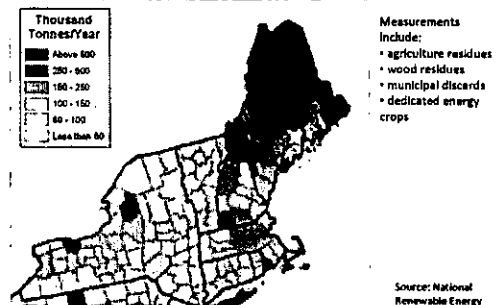 Thousand
Tonnes/Year
Above 500
250 - 500
150 - 250
100 - 150
50 - 100
Less than 50
Measurements
include:
• agriculture residues
• wood residues
• municipal discards
• dedicated energy
crops
Source: National
Renewable Energy